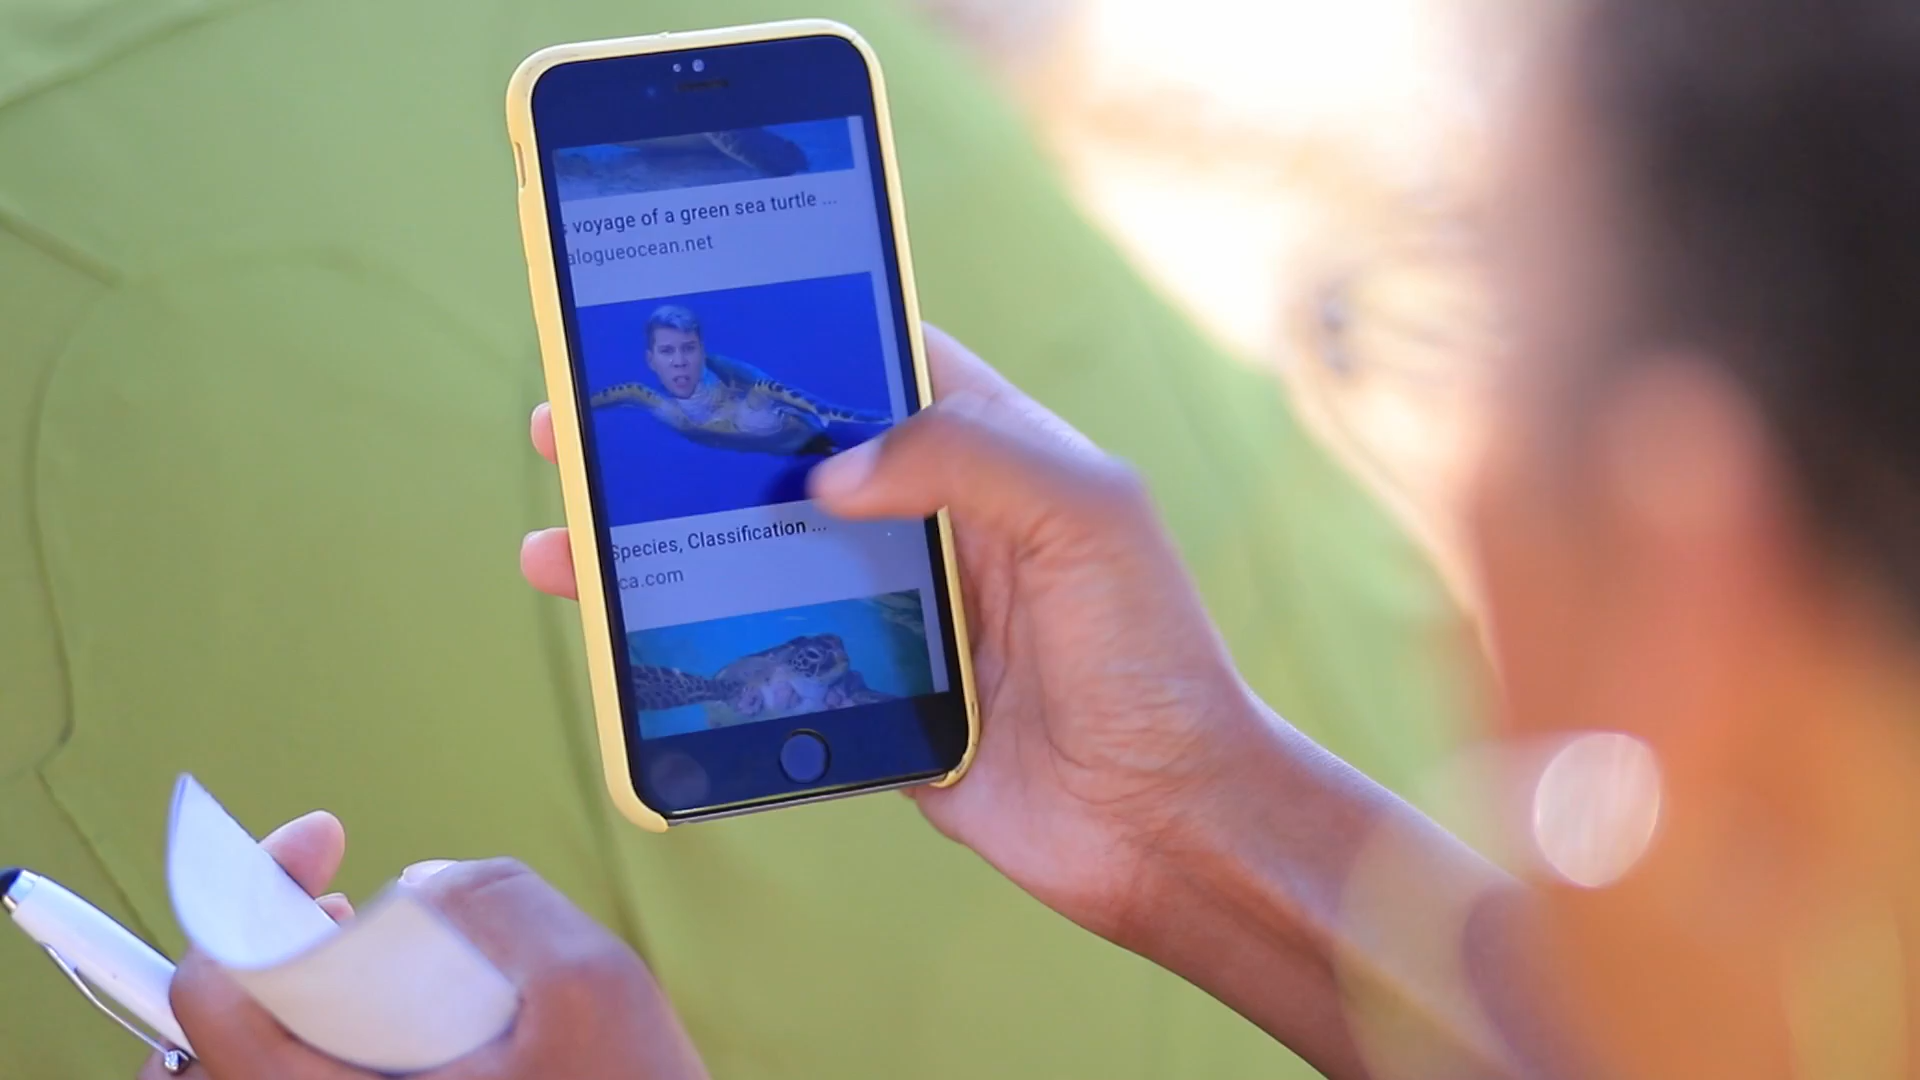 voyage of a green sea turtle ...
alogueocean.net
Species, Classification ...
ca.com